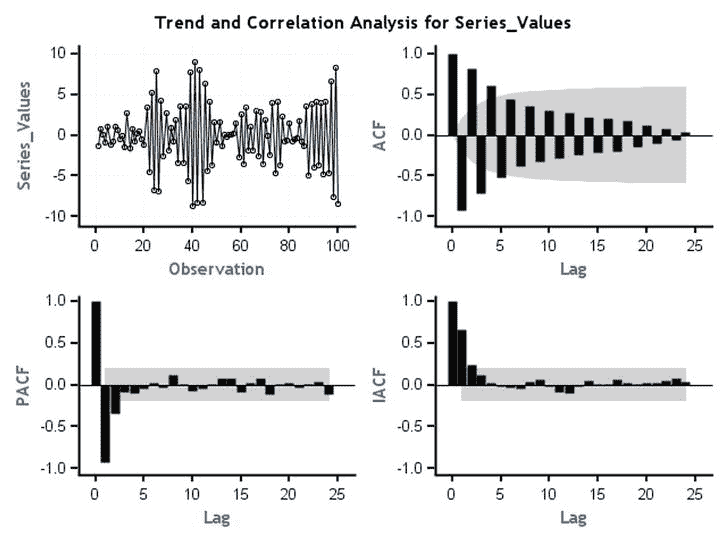 Trend and Correlation Analysis for Series_Values
10
5
0
-5
-10
Series_Values
0 20 40 60 80 100
Observation
1.0
0.5
0.0
-0.5
-1.0
ACF
0 5 10 15 20 25
Lag
1.0
0.5
0.0
-0.5
-1.0
PACF
0 5 10 15 20 25
Lag
1.0
0.5
0.0
-0.5
-1.0
IACF
0 5 10 15 20 25
Lag